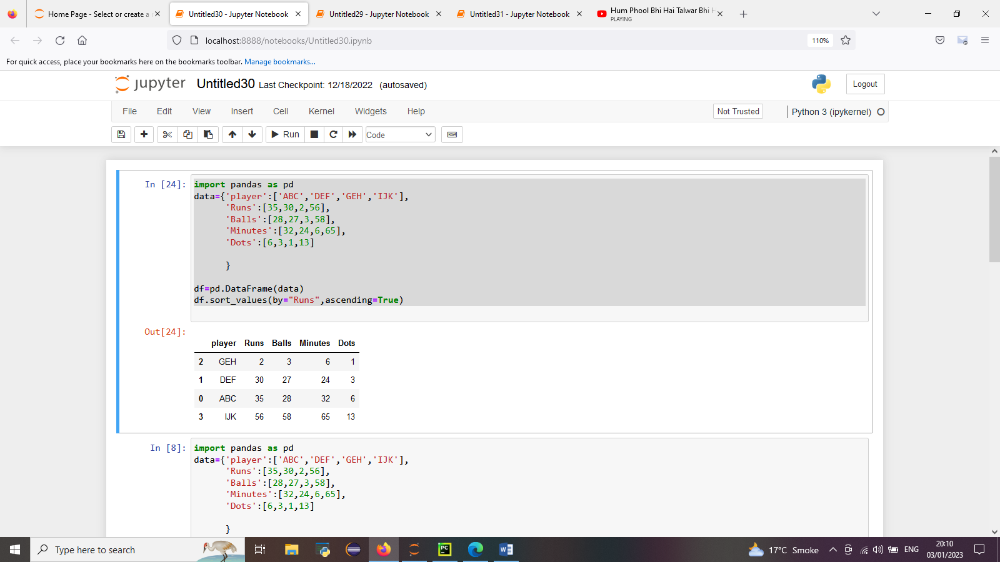 Home Page - Select or create a
Untitled30 - Jupyter Notebook
Untitled29 - Jupyter Notebook
Untitled31 - Jupyter Notebook
Hum Phool Bhi Hai Talwar Bhi H
PLAYING
localhost:8888/notebooks/Untitled30.ipynb
110%
For quick access, place your bookmarks here on the bookmarks toolbar. Manage bookmarks...
jupyter Untitled30 Last Checkpoint: 12/18/2022 (autosaved)
Logout
File Edit View Insert Cell Kernel Widgets Help
Not Trusted
Python 3 (ipykernel)
Run
Code
In [24]:
import pandas as pd
data={'player':['ABC','DEF','GEH','IJK'],
      'Runs':[35,30,2,56],
      'Balls':[28,27,3,58],
      'Minutes':[32,24,6,65],
      'Dots':[6,3,1,13]
      }
df=pd.DataFrame(data)
df.sort_values(by="Runs",ascending=True)
Out[24]:
player Runs Balls Minutes Dots
2 GEH 2 3 6 1
1 DEF 30 27 24 3
0 ABC 35 28 32 6
3 IJK 56 58 65 13
In [8]:
import pandas as pd
data={'player':['ABC','DEF','GEH','IJK'],
      'Runs':[35,30,2,56],
      'Balls':[28,27,3,58],
      'Minutes':[32,24,6,65],
      'Dots':[6,3,1,13]
      }
Type here to search
PC
W
17°C Smoke
ENG
20:10
03/01/2023